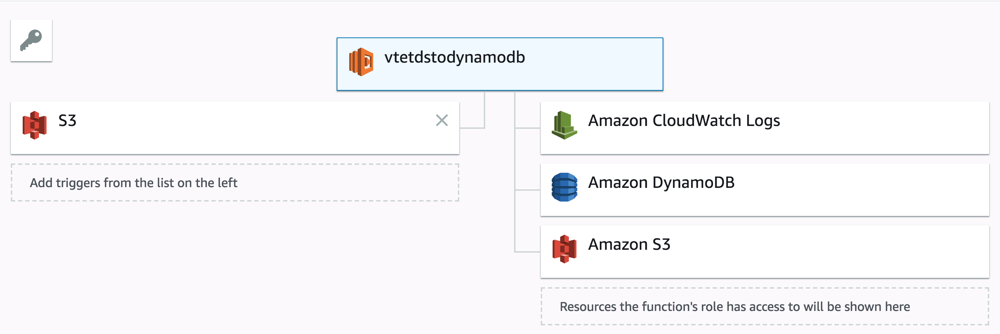 vtetdstodynamodb
S3
Add triggers from the list on the left
Amazon CloudWatch Logs
Amazon DynamoDB
Amazon S3
Resources the function's role has access to will be shown here